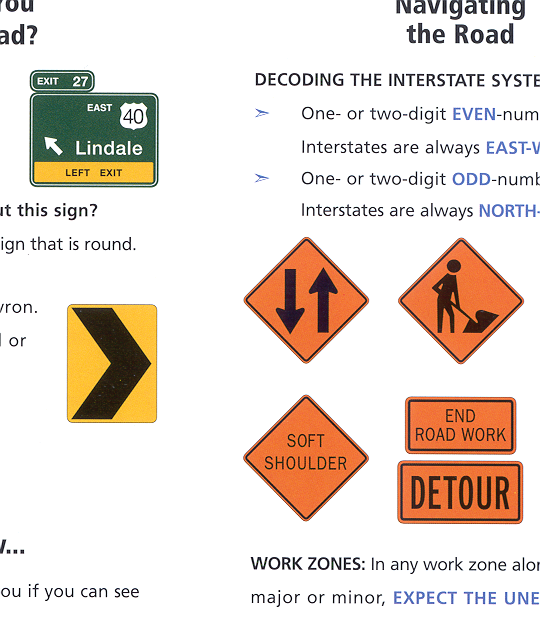 ou
ad?
EXIT 27
EAST 40
Lindale
LEFT EXIT
ut this sign?
ign that is round.
vron.
l or
...
ou if you can see
Navigating
the Road
DECODING THE INTERSTATE SYSTE
➣ One- or two-digit EVEN-num
Interstates are always EAST-W
➣ One- or two-digit ODD-numb
Interstates are always NORTH-
SOFT
SHOULDER
END
ROAD WORK
DETOUR
WORK ZONES: In any work zone alon
major or minor, EXPECT THE UNE